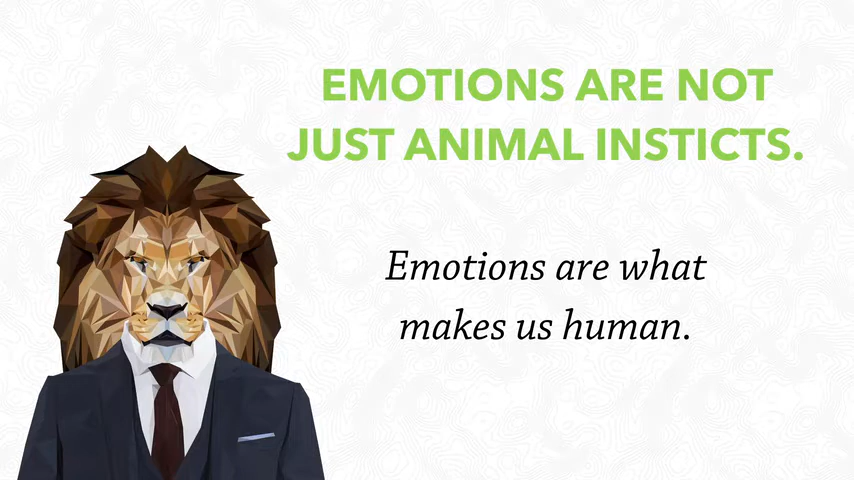 EMOTIONS ARE NOT
JUST ANIMAL INSTICTS.
Emotions are what
makes us human.